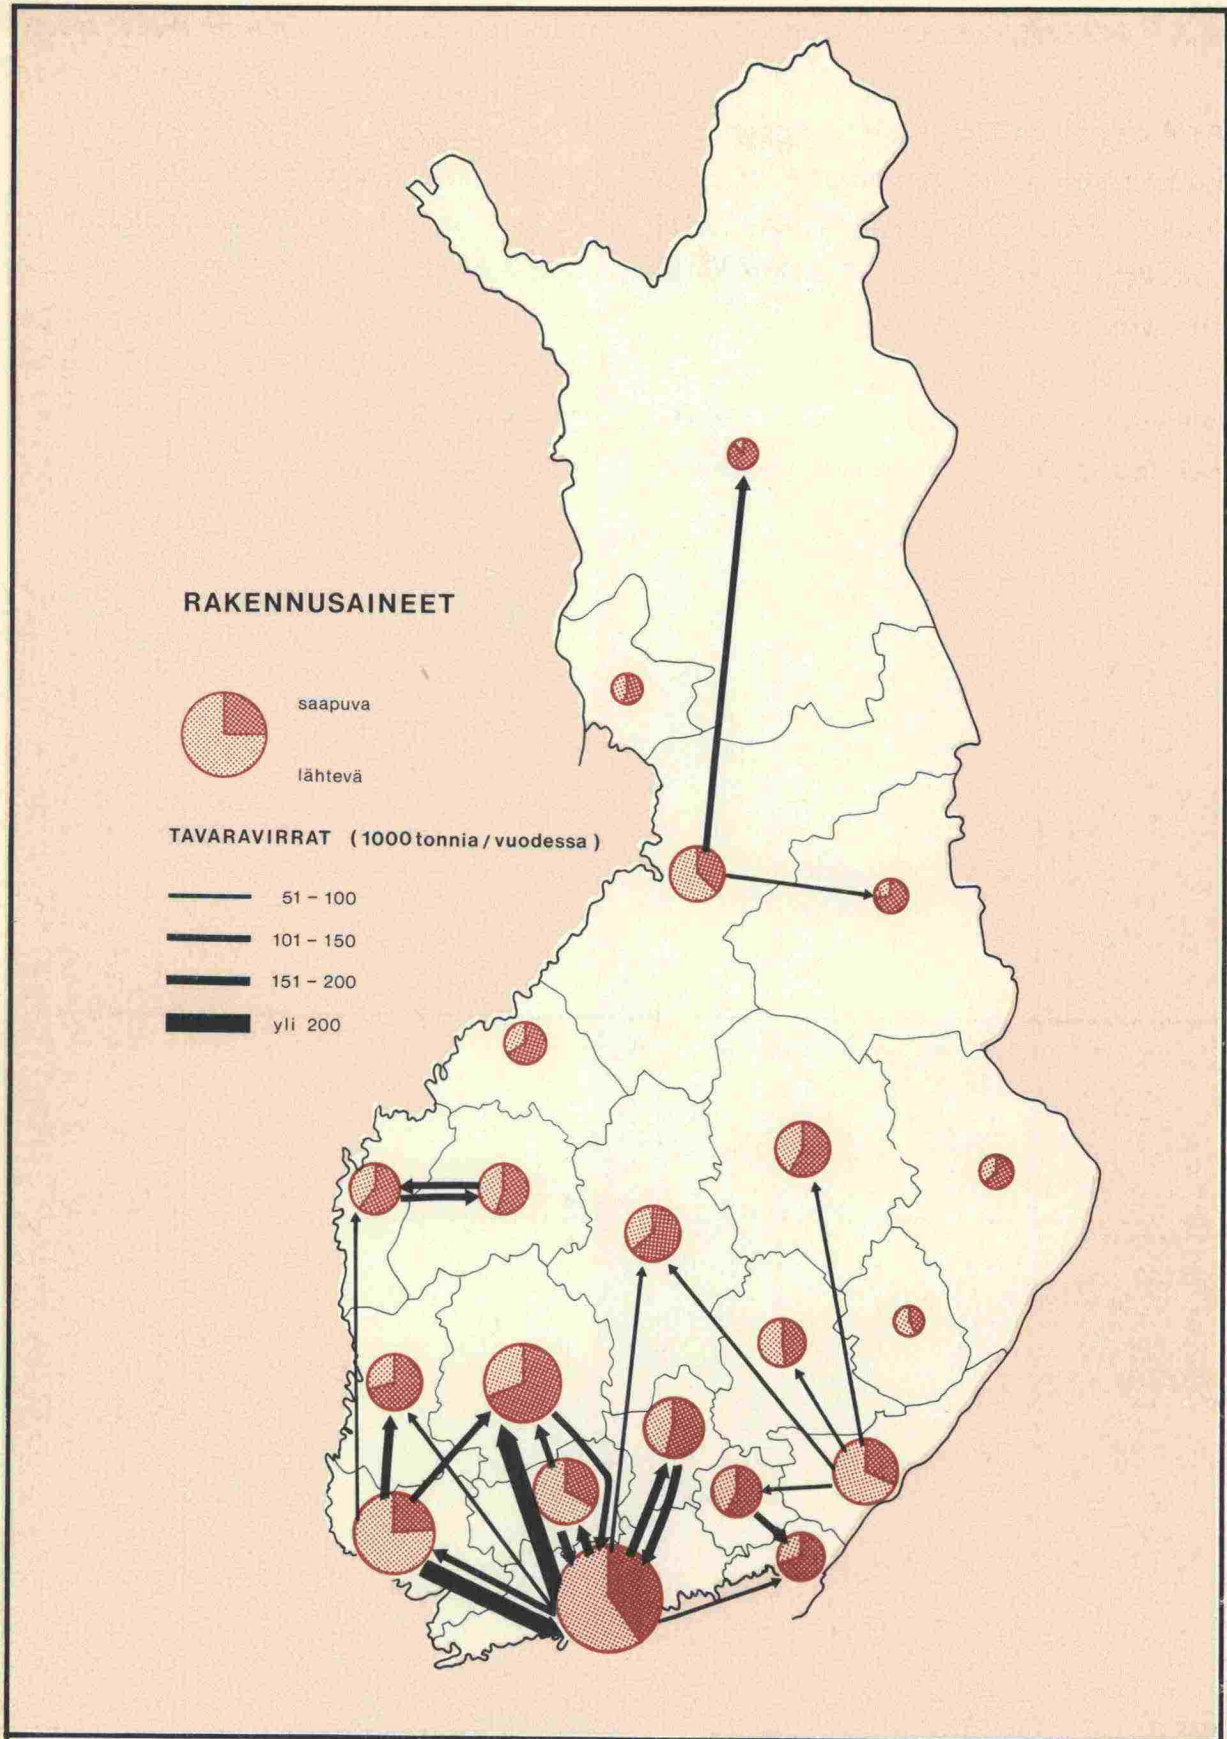 RAKENNUSAINEET
saapuva
lähtevä
TAVARAVIRRAT (1000 tonnia / vuodessa)
51 – 100
101 – 150
151 – 200
yli 200